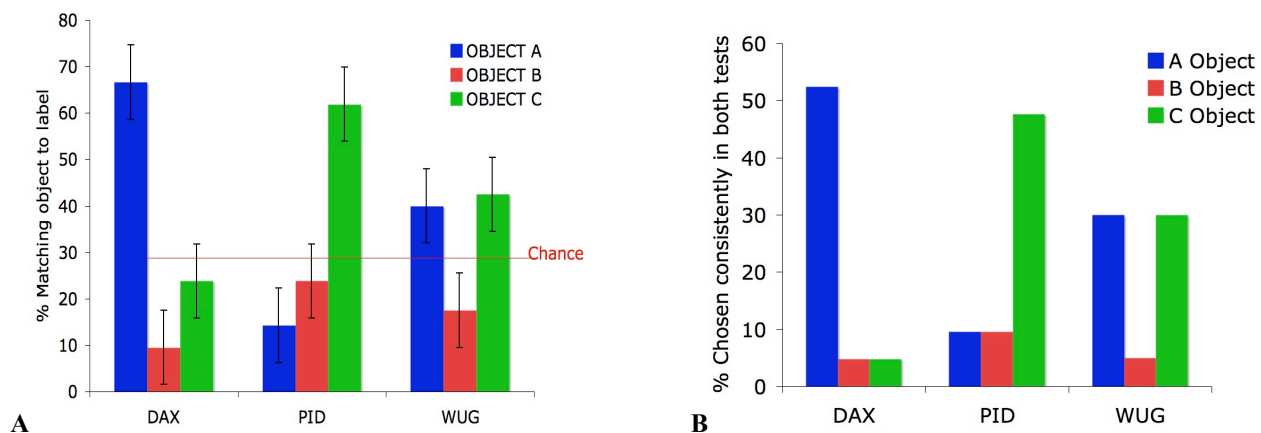 % Matching object to label
80
70
60
50
40
30
20
10
0
OBJECT A
OBJECT B
OBJECT C
Chance
DAX
PID
WUG
A
% Chosen consistently in both tests
60
50
40
30
20
10
0
A Object
B Object
C Object
DAX
PID
WUG
B